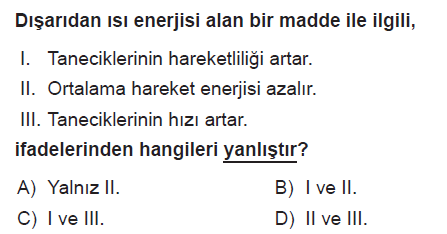 Dışarıdan ısı enerjisi alan bir madde ile ilgili,
I. Taneciklerinin hareketliliği artar.
II. Ortalama hareket enerjisi azalır.
III. Taneciklerinin hızı artar.
ifadelerinden hangileri yanlıştır?
A) Yalnız II. B) I ve II.
C) I ve III. D) II ve III.